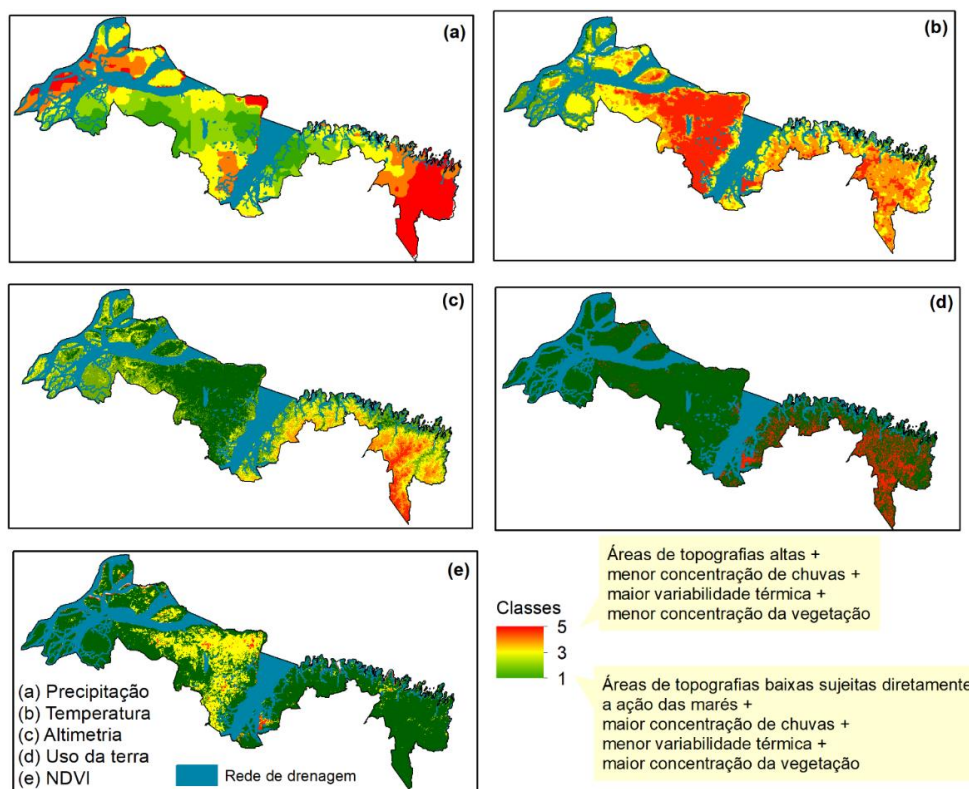 (a)
(b)
(c)
(d)
(e)
(a) Precipitação
(b) Temperatura
(c) Altimetria
(d) Uso da terra
(e) NDVI
Rede de drenagem
Classes
5
3
1
Áreas de topografias altas +
menor concentração de chuvas +
maior variabilidade térmica +
menor concentração da vegetação
Áreas de topografias baixas sujeitas diretamente
a ação das marés +
maior concentração de chuvas +
menor variabilidade térmica +
maior concentração da vegetação